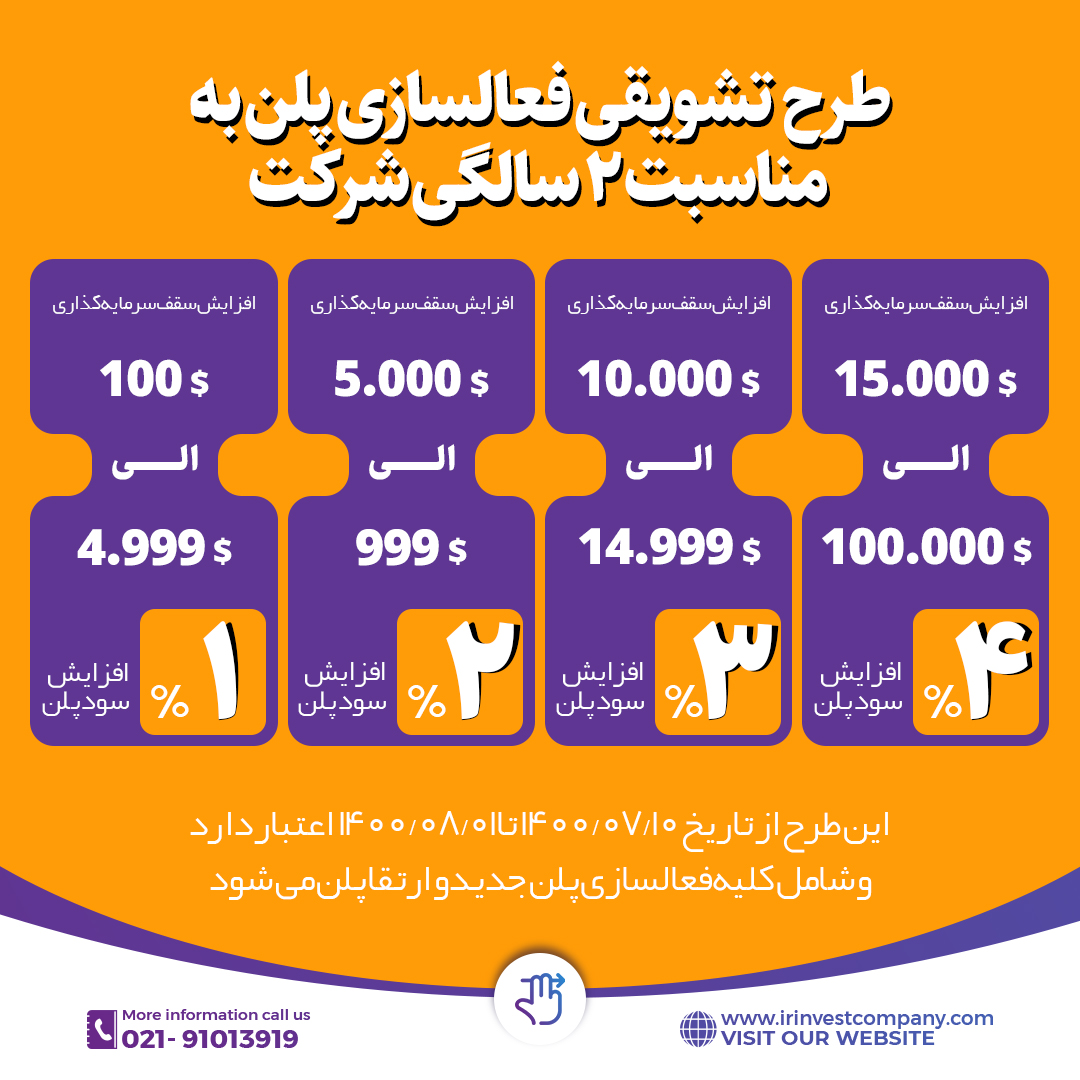 طرح تشویقی فعالسازی پلن به
مناسبت ۲ سالگی شرکت
افزایش سقف سرمایه گذاری
15.000 $
الــی
100.000 $
۴%
افزایش
سود پلن
افزایش سقف سرمایه گذاری
10.000 $
الــی
14.999 $
۳%
افزایش
سود پلن
افزایش سقف سرمایه گذاری
5.000 $
الــی
999 $
۲%
افزایش
سود پلن
افزایش سقف سرمایه گذاری
100 $
الــی
4.999 $
۱%
افزایش
سود پلن
این طرح از تاریخ ۱۴۰۰/۰۷/۱۰ تا ۱۴۰۰/۰۸/۰۱ اعتبار دارد
و شامل کلیه فعالسازی پلن جدید و ارتقا پلن می شود
More information call us
021- 91013919
www.irinvestcompany.com
VISIT OUR WEBSITE